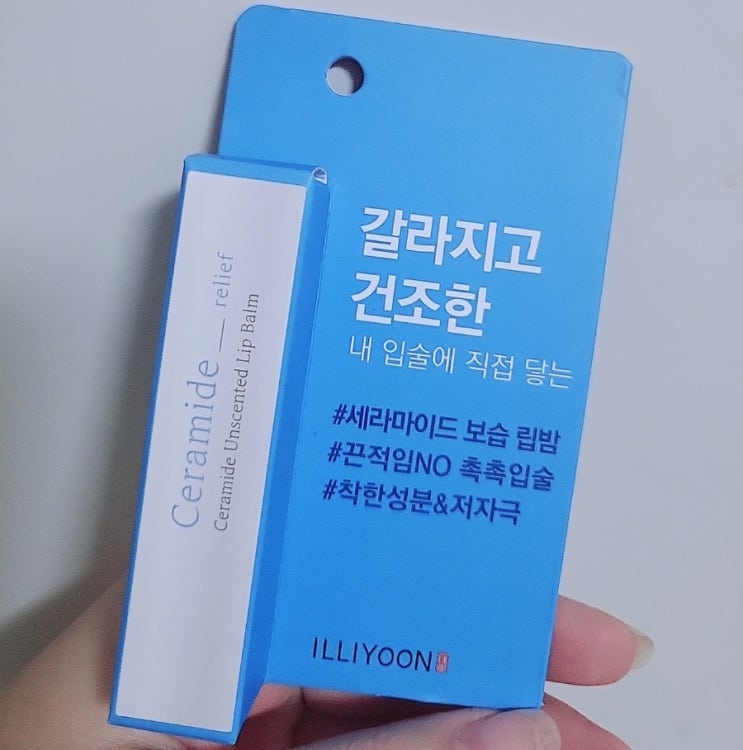 Ceramide — relief
Ceramide Unscented Lip Balm
갈라지고
건조한
내 입술에 직접 닿는
#세라마이드 보습 립밤
#끈적임NO 촉촉입술
#착한성분&저자극
ILLIYOON